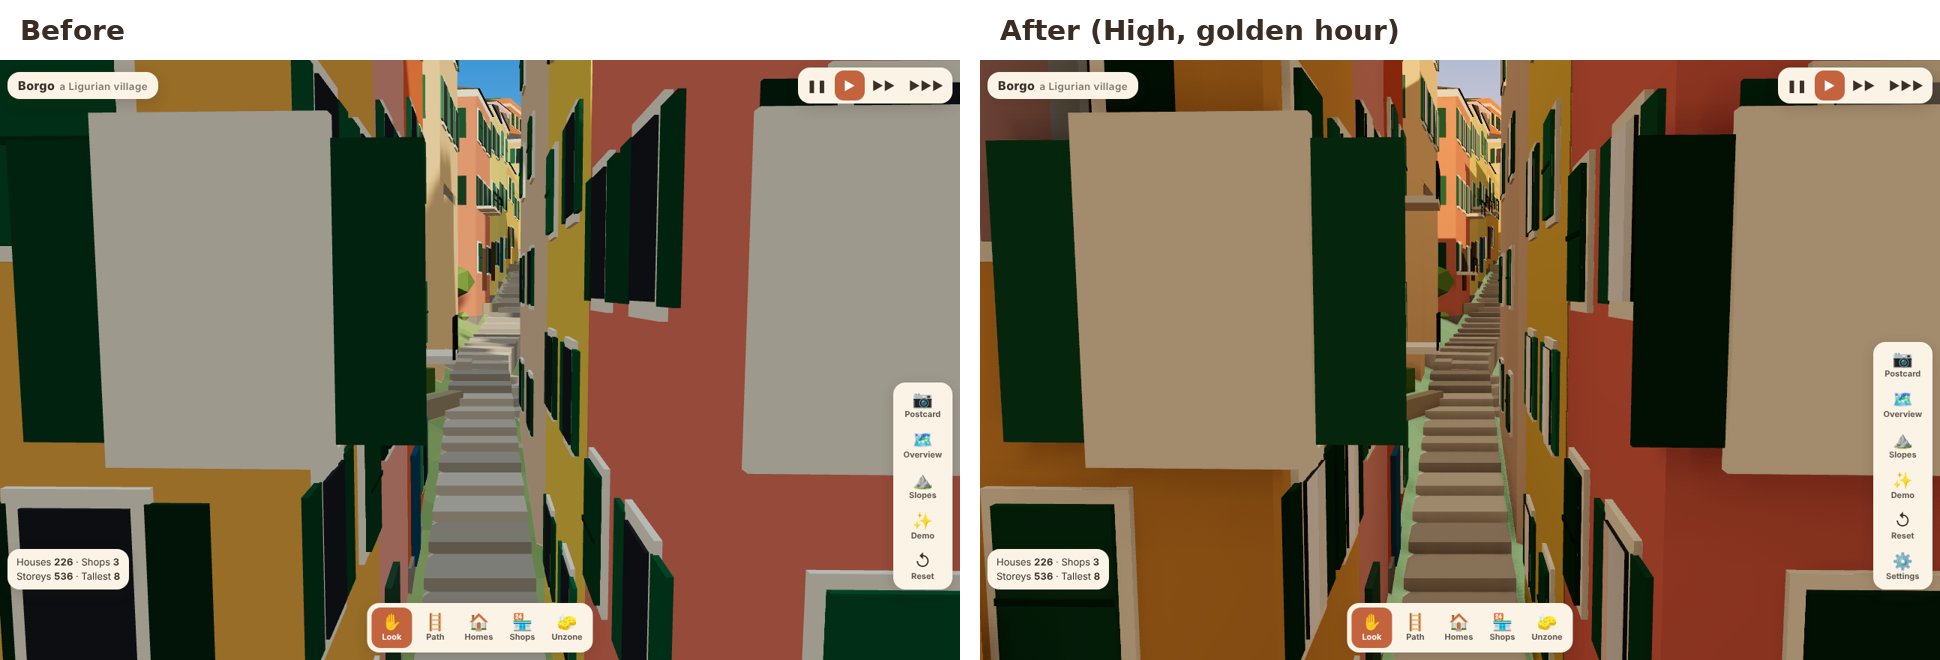 Before
After (High, golden hour)
Borgo a Ligurian village
Postcard
Overview
Slopes
Demo
Reset
Houses 226 · Shops 3
Storeys 536 · Tallest 8
Look
Path
Homes
Shops
Unzone
Borgo a Ligurian village
Postcard
Overview
Slopes
Demo
Reset
Settings
Houses 226 · Shops 3
Storeys 536 · Tallest 8
Look
Path
Homes
Shops
Unzone